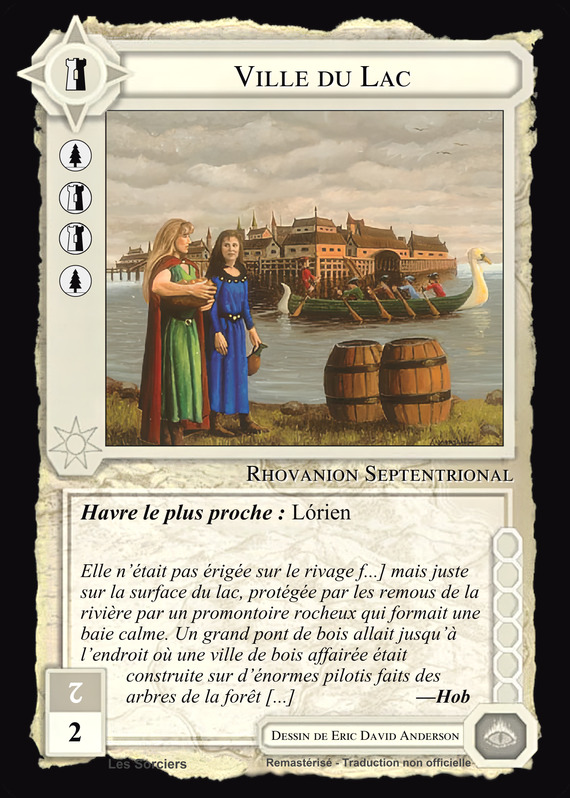 Ville du Lac
Rhovanion Septentrional
Havre le plus proche : Lórien
Elle n'était pas érigée sur le rivage f...] mais juste
sur la surface du lac, protégée par les remous de la
rivière par un promontoire rocheux qui formait une
baie calme. Un grand pont de bois allait jusqu'à
l'endroit où une ville de bois affairée était
construite sur d'énormes pilotis faits des
arbres de la forêt [...] —Hob
2
2
Dessin de Eric David Anderson
Les Sorciers
Remastérisé - Traduction non officielle